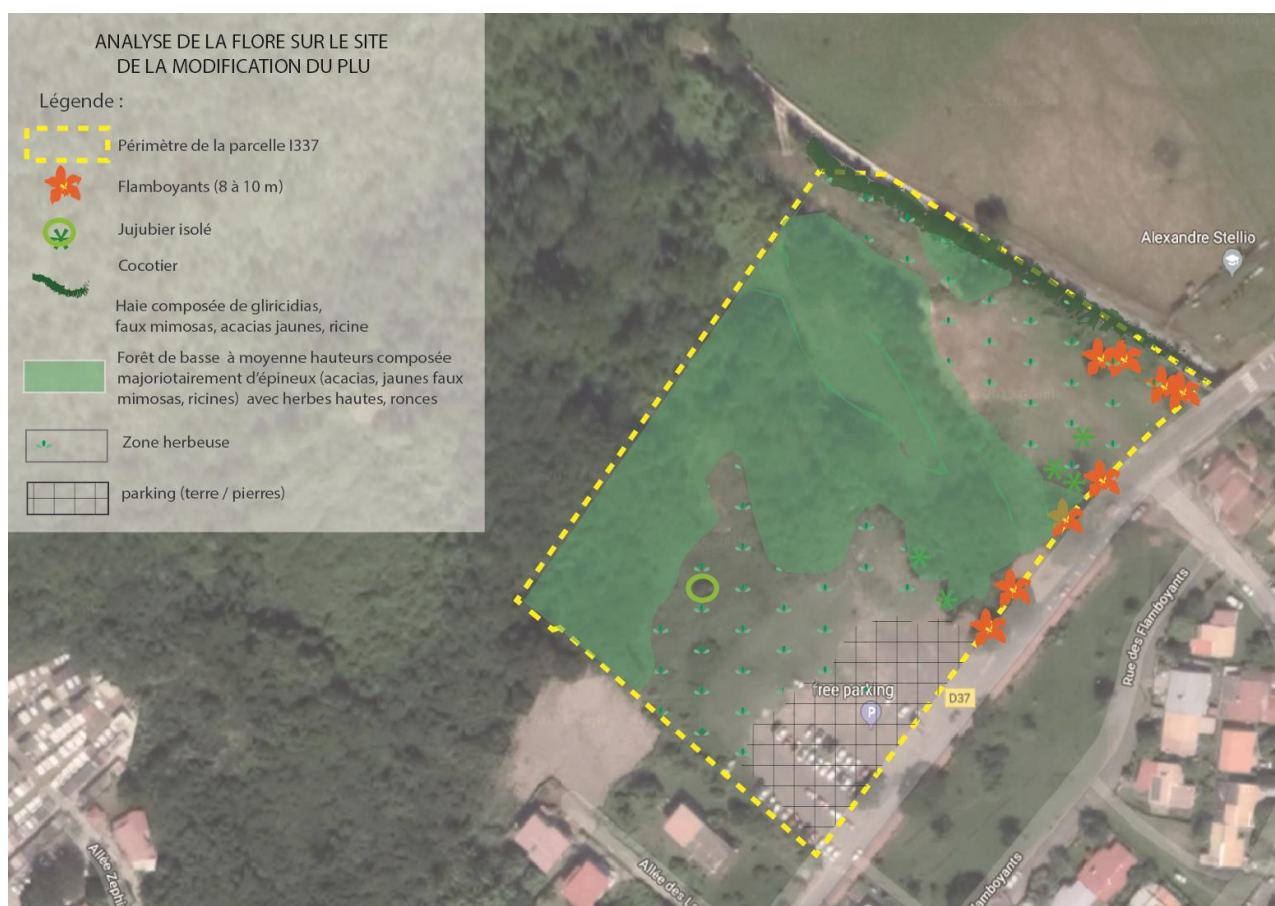 ANALYSE DE LA FLORE SUR LE SITE
DE LA MODIFICATION DU PLU
Légende :
Périmètre de la parcelle I337
Flamboyants (8 à 10 m)
Jujubier isolé
Cocotier
Haie composée de gliricidias,
faux mimosas, acacias jaunes, ricine
Forêt de basse à moyenne hauteurs composée
majoriotairement d'épineux (acacias, jaunes faux
mimosas, ricines) avec herbes hautes, ronces
Zone herbeuse
parking (terre / pierres)
Alexandre Stellio
Rue des Flamboyants
free parking
P
D37
Allée des
Allée